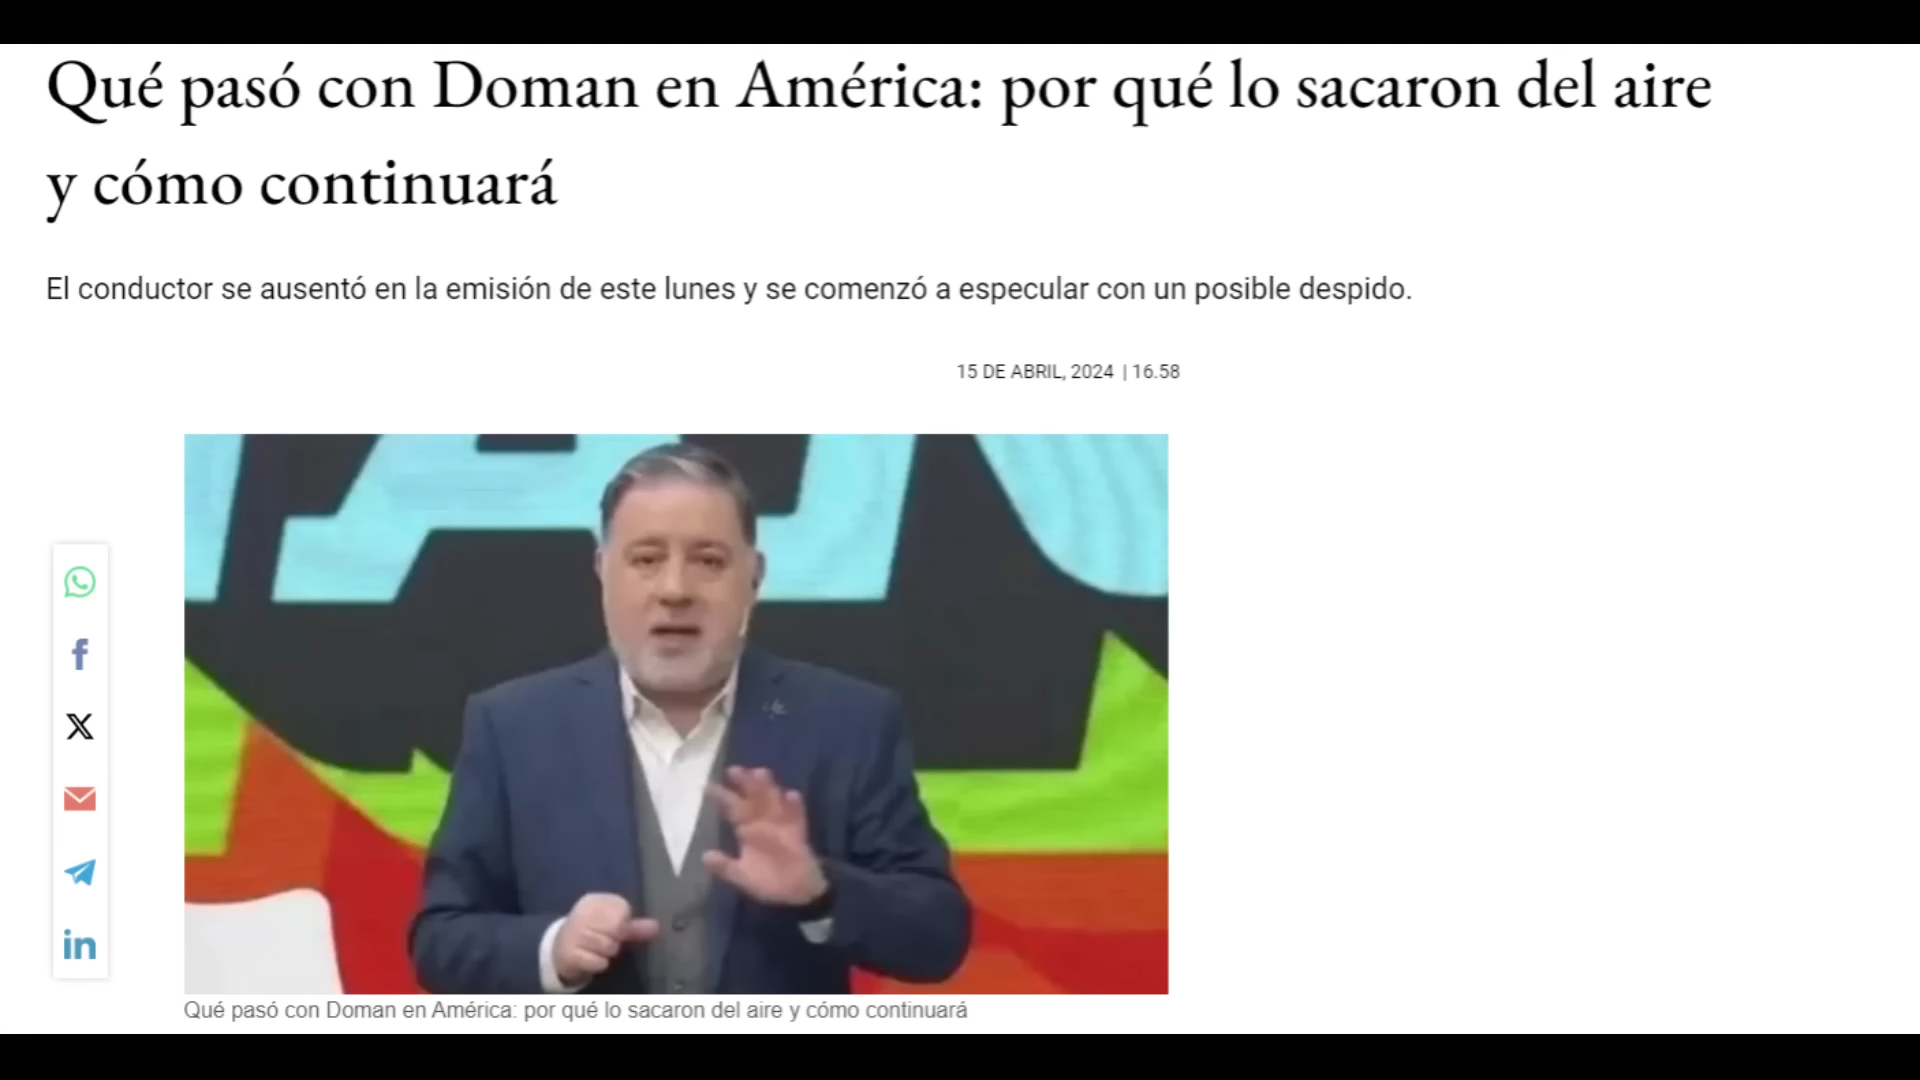 Qué pasó con Doman en América: por qué lo sacaron del aire
y cómo continuará
El conductor se ausentó en la emisión de este lunes y se comenzó a especular con un posible despido.
15 DE ABRIL, 2024 | 16.58
Qué pasó con Doman en América: por qué lo sacaron del aire y cómo continuará